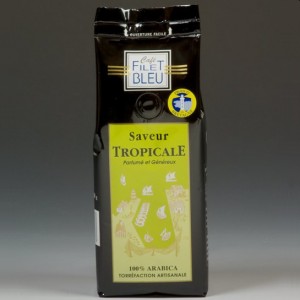 OUVERTURE FACILE
Café
FILET
BLEU
Saveur
TROPICALE
Parfumé et Généreux
100% ARABICA
TORRÉFACTION ARTISANALE